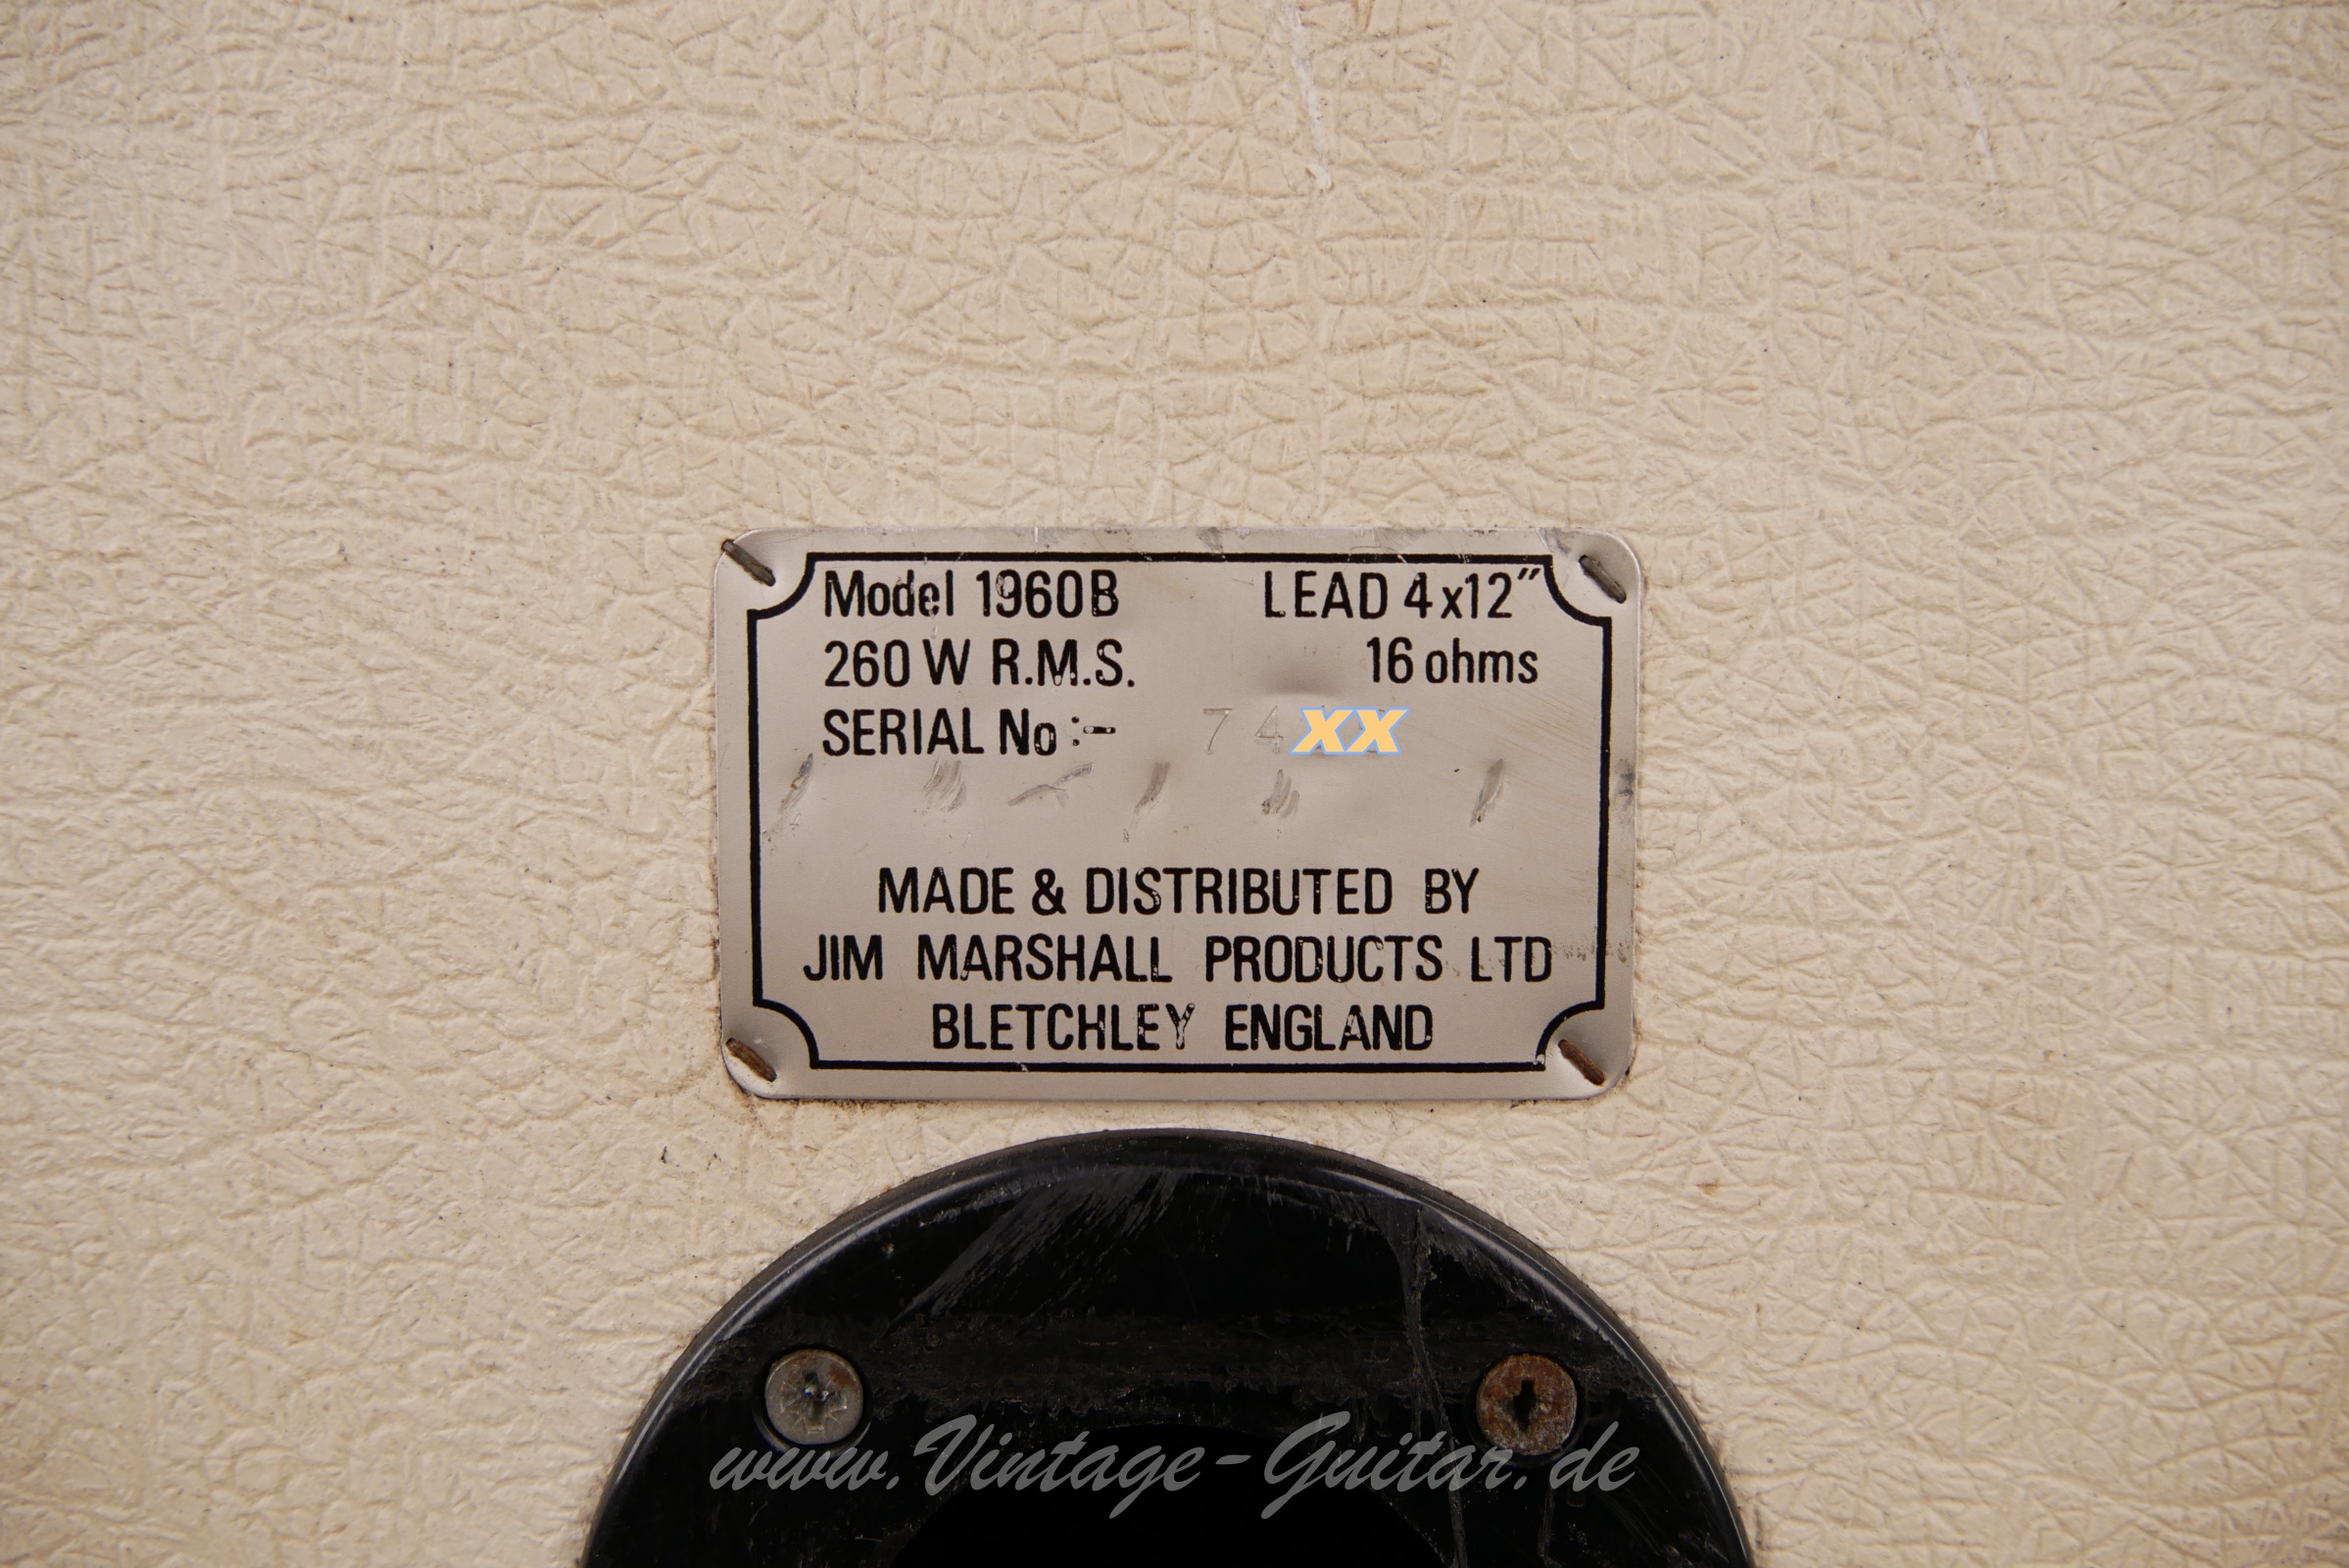 Model 1960B LEAD 4x12"
260 W R.M.S. 16 ohms
SERIAL No :- 74xx
MADE & DISTRIBUTED BY
JIM MARSHALL PRODUCTS LTD
BLETCHLEY ENGLAND
www.Vintage-Guitar.de